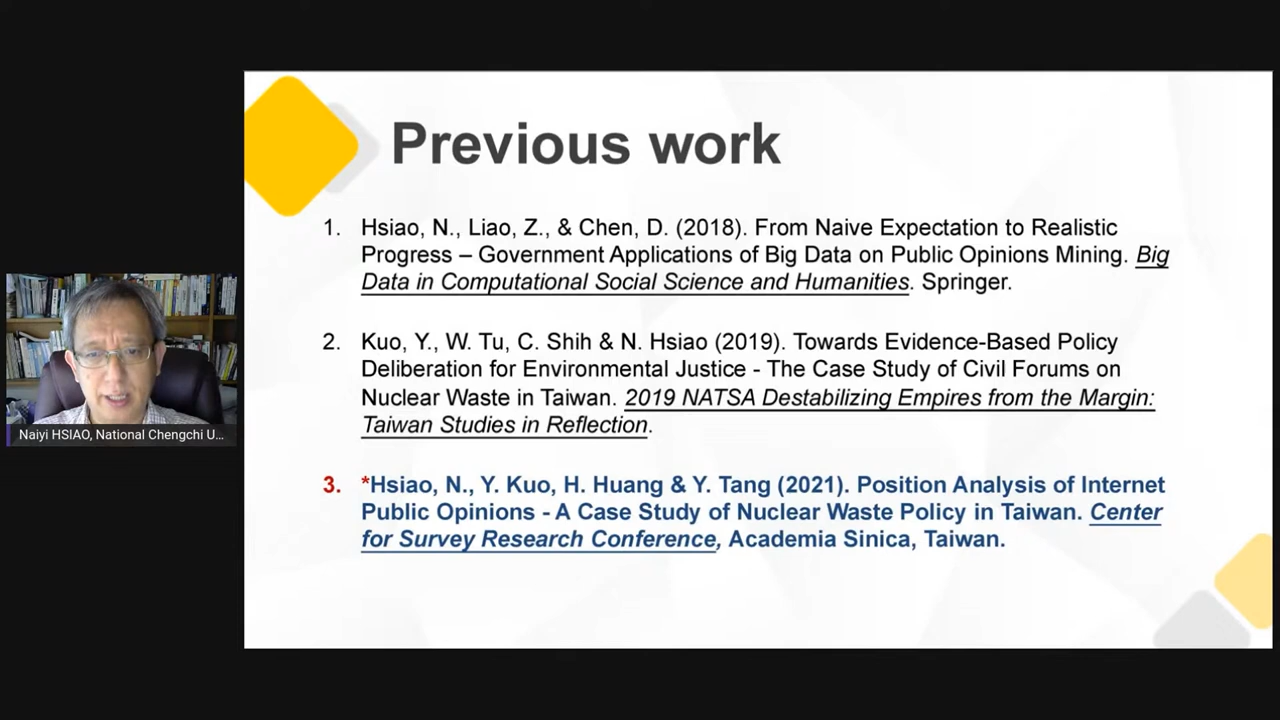 Previous work
1. Hsiao, N., Liao, Z., & Chen, D. (2018). From Naive Expectation to Realistic
Progress – Government Applications of Big Data on Public Opinions Mining. Big
Data in Computational Social Science and Humanities. Springer.
2. Kuo, Y., W. Tu, C. Shih & N. Hsiao (2019). Towards Evidence-Based Policy
Deliberation for Environmental Justice - The Case Study of Civil Forums on
Nuclear Waste in Taiwan. 2019 NATSA Destabilizing Empires from the Margin:
Taiwan Studies in Reflection.
3. *Hsiao, N., Y. Kuo, H. Huang & Y. Tang (2021). Position Analysis of Internet
Public Opinions - A Case Study of Nuclear Waste Policy in Taiwan. Center
for Survey Research Conference, Academia Sinica, Taiwan.
Naiyi HSIAO, National Chengchi U...